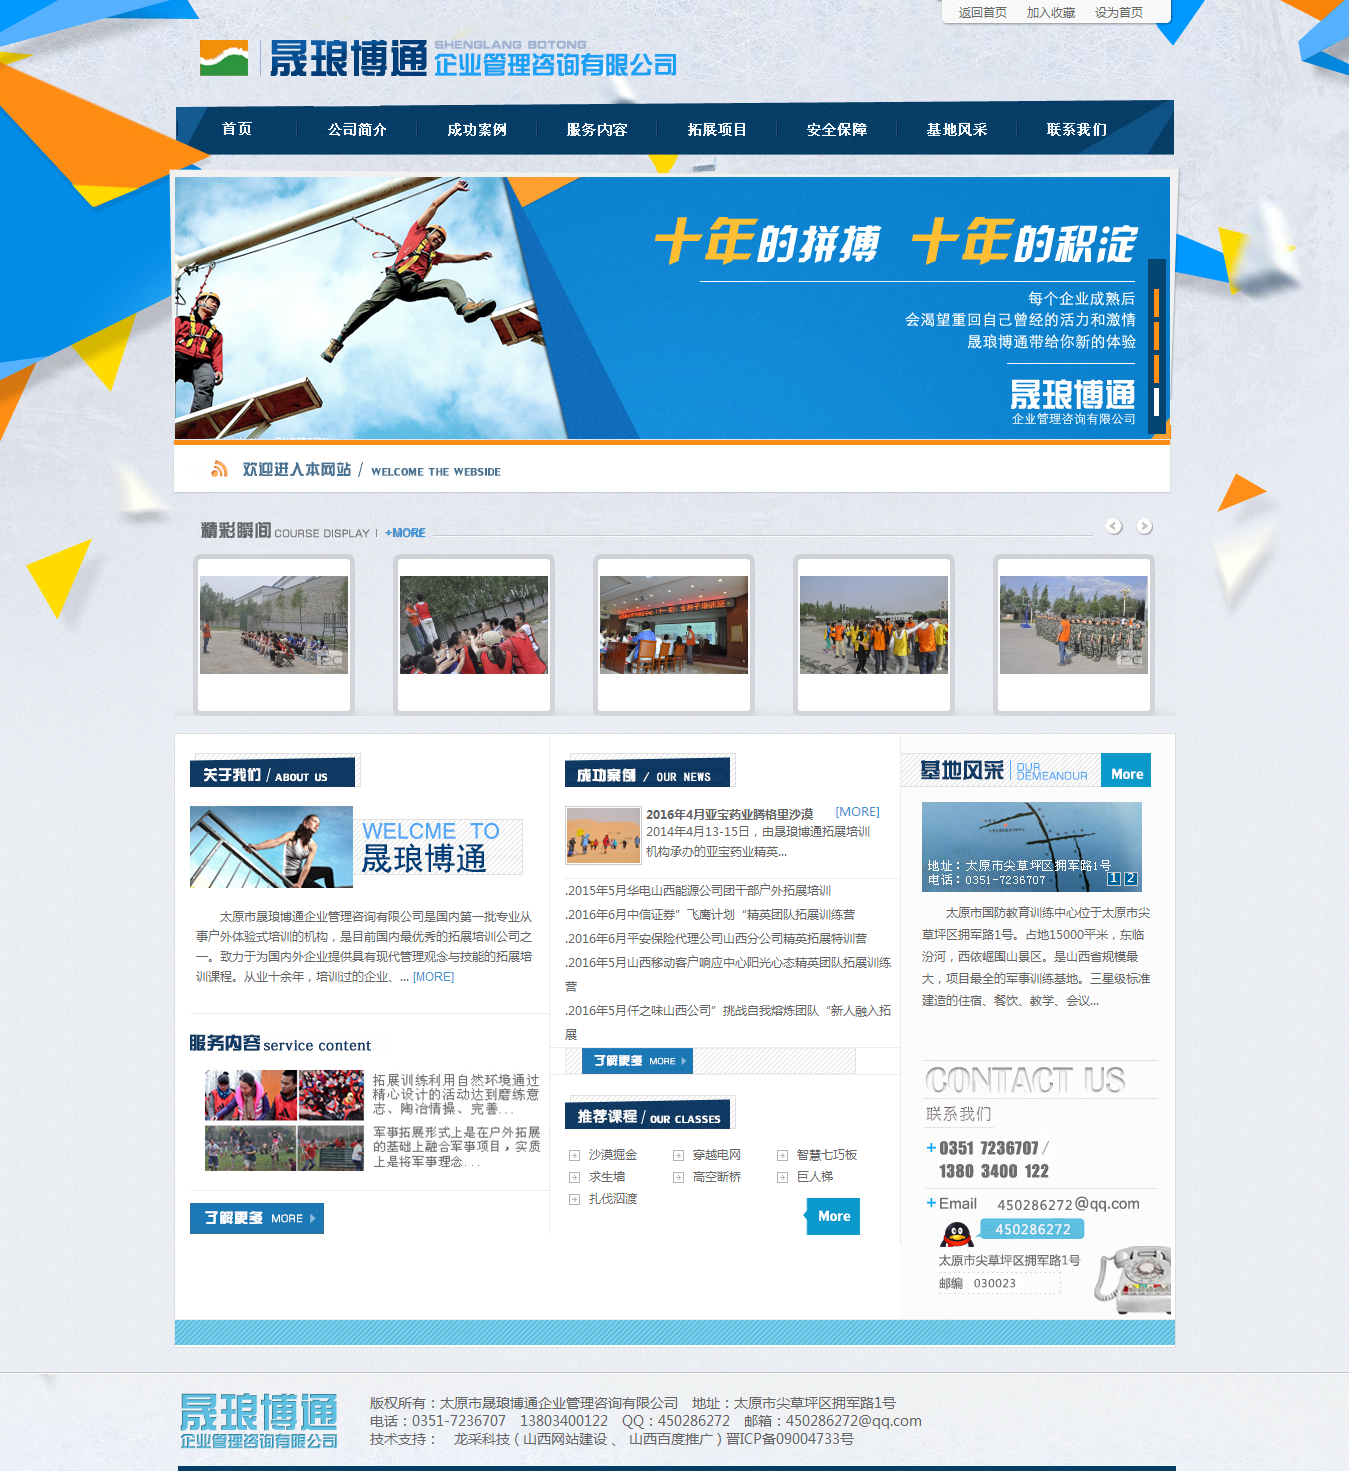 返回首页 加入收藏 设为首页
晟琅博通 SHENGLANG BOTONG
企业管理咨询有限公司
首页 公司简介 成功案例 服务内容 拓展项目 安全保障 基地风采 联系我们
十年的拼搏 十年的积淀
每个企业成熟后
会渴望重回自己曾经的活力和激情
晟琅博通带给你新的体验
晟琅博通
企业管理咨询有限公司
欢迎进入本网站 / WELCOME THE WEBSIDE
精彩瞬间 COURSE DISPLAY | +MORE
关于我们 / ABOUT US
WELCME TO
晟琅博通
太原市晟琅博通企业管理咨询有限公司是国内第一批专业从
事户外体验式培训的机构，是目前国内最优秀的拓展培训公司之
一。致力于为国内外企业提供具有现代管理观念与技能的拓展培
训课程。从业十余年，培训过的企业、... [MORE]
服务内容 service content
拓展训练利用自然环境通过
精心设计的活动达到磨练意
志、陶冶情操、完善...
军事拓展形式上是在户外拓展
的基础上融合军事项目，实质
上是将军事理念...
了解更多 MORE
成功案例 / OUR NEWS
2016年4月亚宝药业腾格里沙漠 [MORE]
2014年4月13-15日，由晟琅博通拓展培训
机构承办的亚宝药业精英...
.2015年5月华电山西能源公司团干部户外拓展培训
.2016年6月中信证券”飞鹰计划“精英团队拓展训练营
.2016年6月平安保险代理公司山西分公司精英拓展特训营
.2016年5月山西移动客户响应中心阳光心态精英团队拓展训练
营
.2016年5月仟之味山西公司”挑战自我熔炼团队“新人融入拓
展
了解更多 MORE
推荐课程 / OUR CLASSES
沙漠掘金 穿越电网 智慧七巧板
求生墙 高空断桥 巨人梯
扎伐泅渡
More
基地风采 OUR DEMEANOUR More
地址：太原市尖草坪区拥军路1号
电话：0351-7236707 1 2
太原市国防教育训练中心位于太原市尖
草坪区拥军路1号。占地15000平米，东临
汾河，西依崛围山景区。是山西省规模最
大，项目最全的军事训练基地。三星级标准
建造的住宿、餐饮、教学、会议...
CONTACT US
联系我们
+ 0351 7236707 /
1380 3400 122
+ Email 450286272@qq.com
450286272
太原市尖草坪区拥军路1号
邮编 030023
晟琅博通
企业管理咨询有限公司
版权所有：太原市晟琅博通企业管理咨询有限公司 地址：太原市尖草坪区拥军路1号
电话：0351-7236707 13803400122 QQ：450286272 邮箱：450286272@qq.com
技术支持： 龙采科技（山西网站建设 、 山西百度推广）晋ICP备09004733号